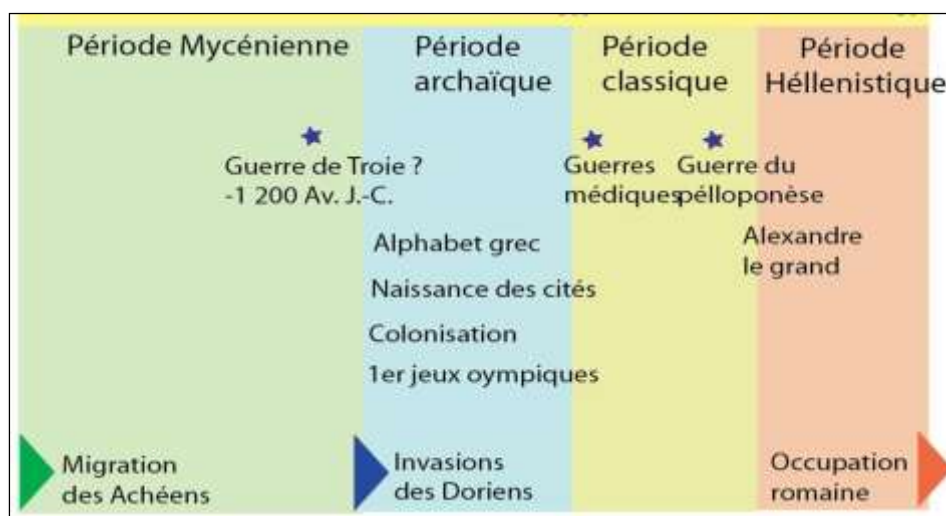 Période Mycénienne
Période
archaïque
Période
classique
Période
Héllenistique
Guerre de Troie ?
-1 200 Av. J.-C.
Guerres
médiques
Guerre du
pélloponèse
Alphabet grec
Naissance des cités
Colonisation
1er jeux oympiques
Alexandre
le grand
Migration
des Achéens
Invasions
des Doriens
Occupation
romaine